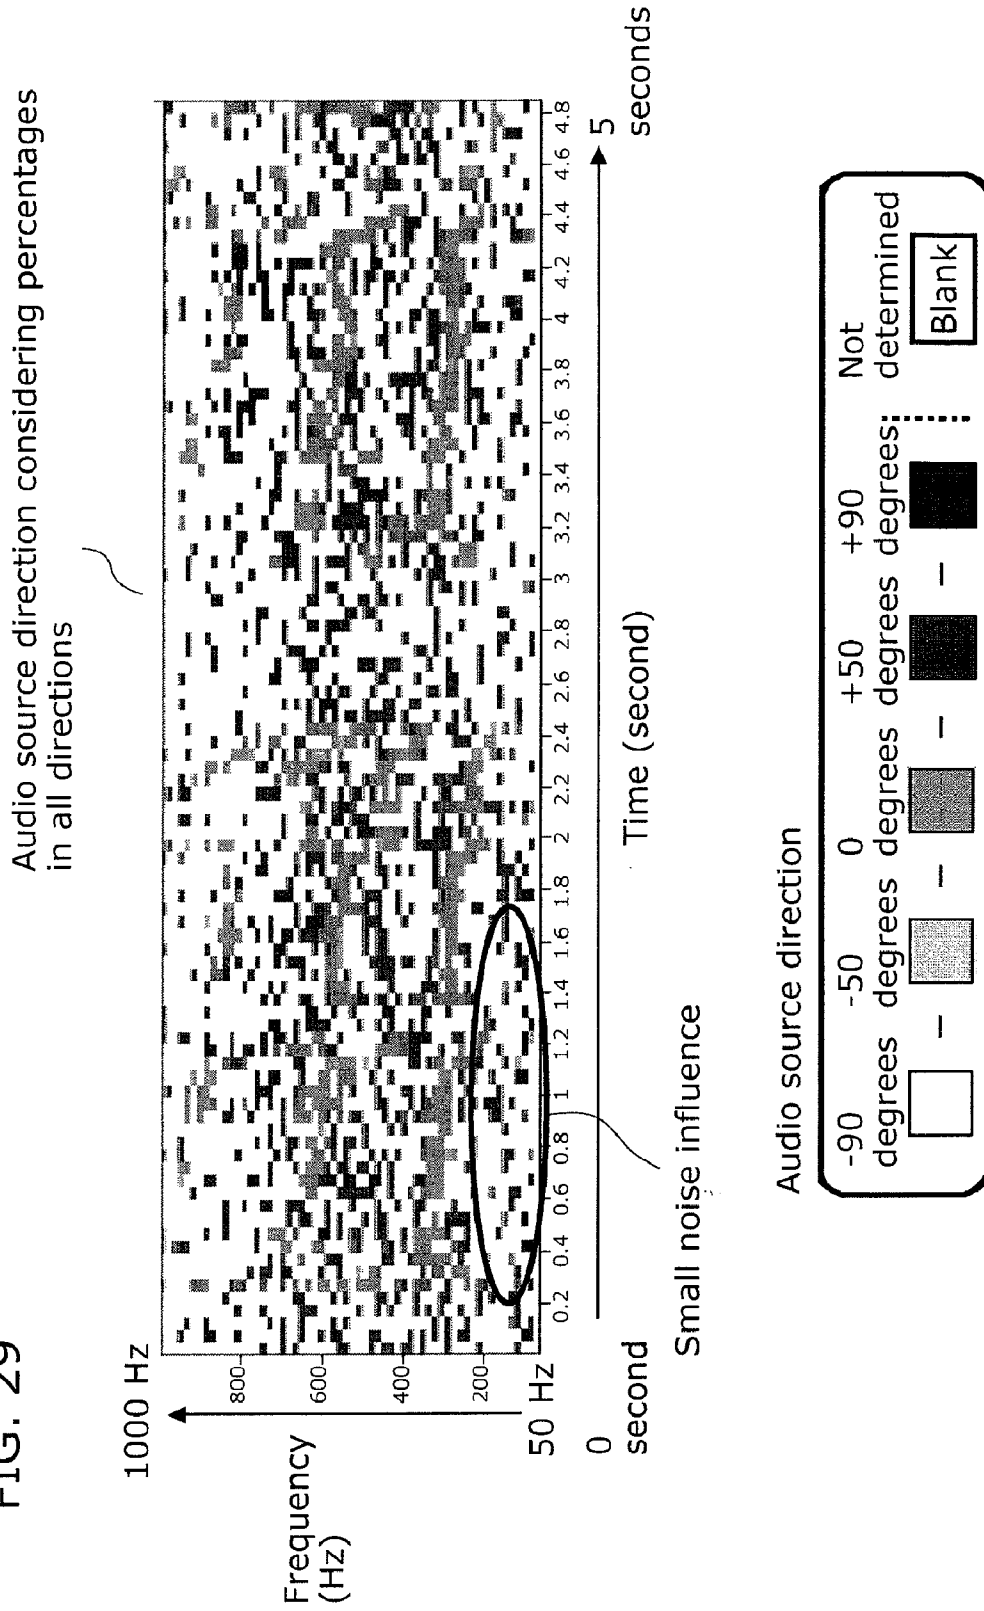 FIG. 29
Audio source direction considering percentages
in all directions
1000 Hz
Frequency
(Hz)
800
600
400
200
50 Hz
0.2 0.4 0.6 0.8 1 1.2 1.4 1.6 1.8 2 2.2 2.4 2.6 2.8 3 3.2 3.4 3.6 3.8 4 4.2 4.4 4.6 4.8
0
second
Time (second)
5
seconds
Small noise influence
Audio source direction
-90
degrees
-50
degrees
0
degrees
+50
degrees
+90
degrees
Not
determined
Blank